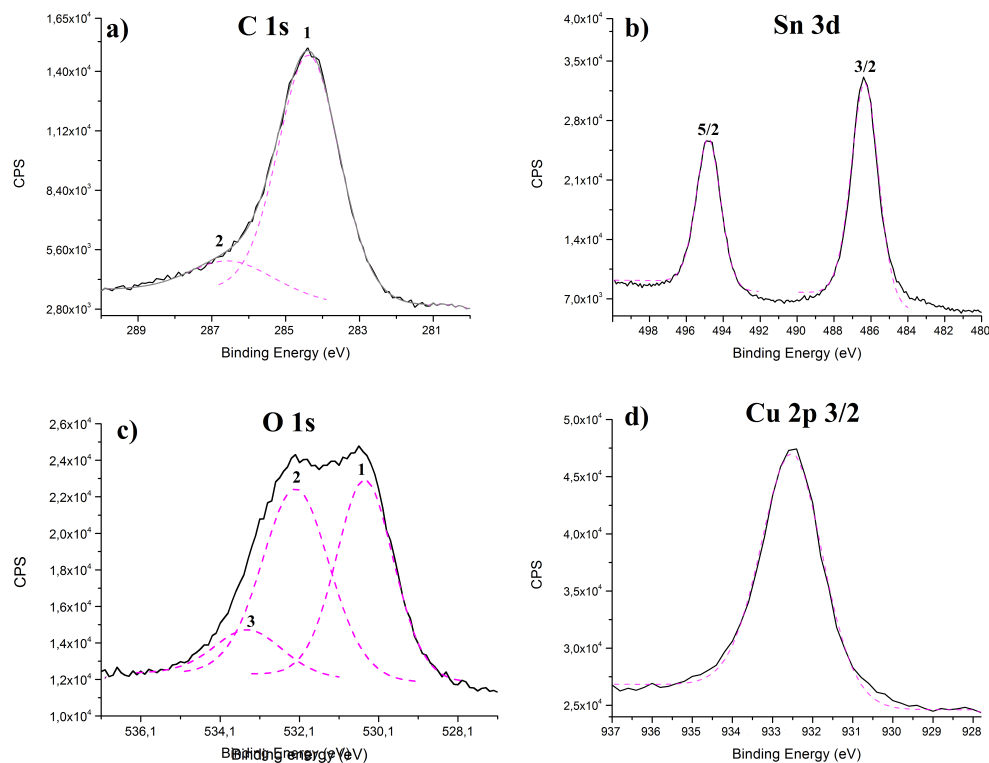 a)
C 1s
1
2
1,65x10⁴
1,40x10⁴
1,12x10⁴
8,40x10³
5,60x10³
2,80x10³
CPS
289 287 285 283 281
Binding Energy (eV)
b)
Sn 3d
5/2
3/2
4,0x10⁴
3,5x10⁴
2,8x10⁴
2,1x10⁴
1,4x10⁴
7,0x10³
CPS
498 496 494 492 490 488 486 484 482 480
Binding Energy (eV)
c)
O 1s
1
2
3
2,6x10⁴
2,4x10⁴
2,2x10⁴
2,0x10⁴
1,8x10⁴
1,6x10⁴
1,4x10⁴
1,2x10⁴
1,0x10⁴
CPS
536,1 534,1 532,1 530,1 528,1
Binding Energy (eV)
Binding energy (eV)
d)
Cu 2p 3/2
5,0x10⁴
4,5x10⁴
4,0x10⁴
3,5x10⁴
3,0x10⁴
2,5x10⁴
CPS
937 936 935 934 933 932 931 930 929 928
Binding Energy (eV)